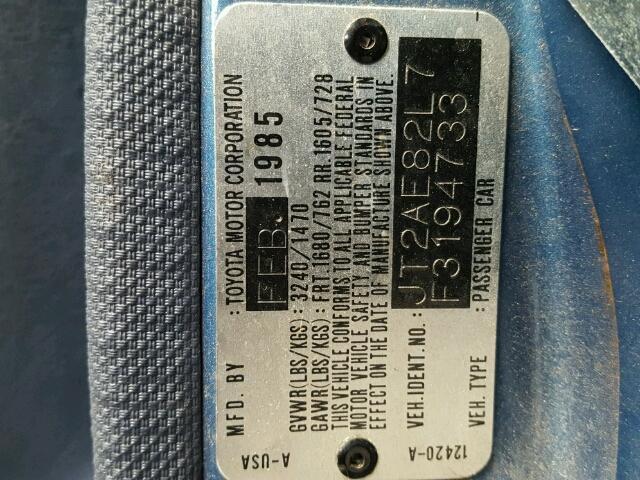 MFD. BY : TOYOTA MOTOR CORPORATION
FEB. 1985
GVWR(LBS/KGS) : 3240/1470
GAWR(LBS/KGS) : FRT.1680/762 RR.1605/728
THIS VEHICLE CONFORMS TO ALL APPLICABLE FEDERAL
MOTOR VEHICLE SAFETY AND BUMPER STANDARDS IN
EFFECT ON THE DATE OF MANUFACTURE SHOWN ABOVE.
VEH.IDENT.NO. : JT2AE82L7
F3194733
VEH. TYPE : PASSENGER CAR
A-USA
12420-A